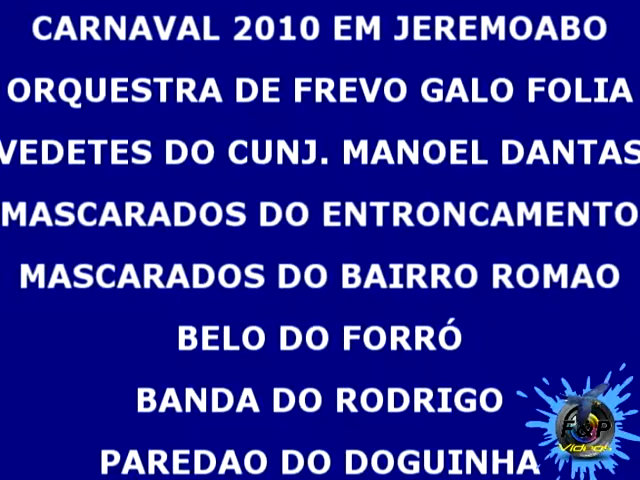 CARNAVAL 2010 EM JEREMOABO
ORQUESTRA DE FREVO GALO FOLIA
VEDETES DO CUNJ. MANOEL DANTAS
MASCARADOS DO ENTRONCAMENTO
MASCARADOS DO BAIRRO ROMAO
BELO DO FORRÓ
BANDA DO RODRIGO
PAREDAO DO DOGUINHA
F&P
Vídeos